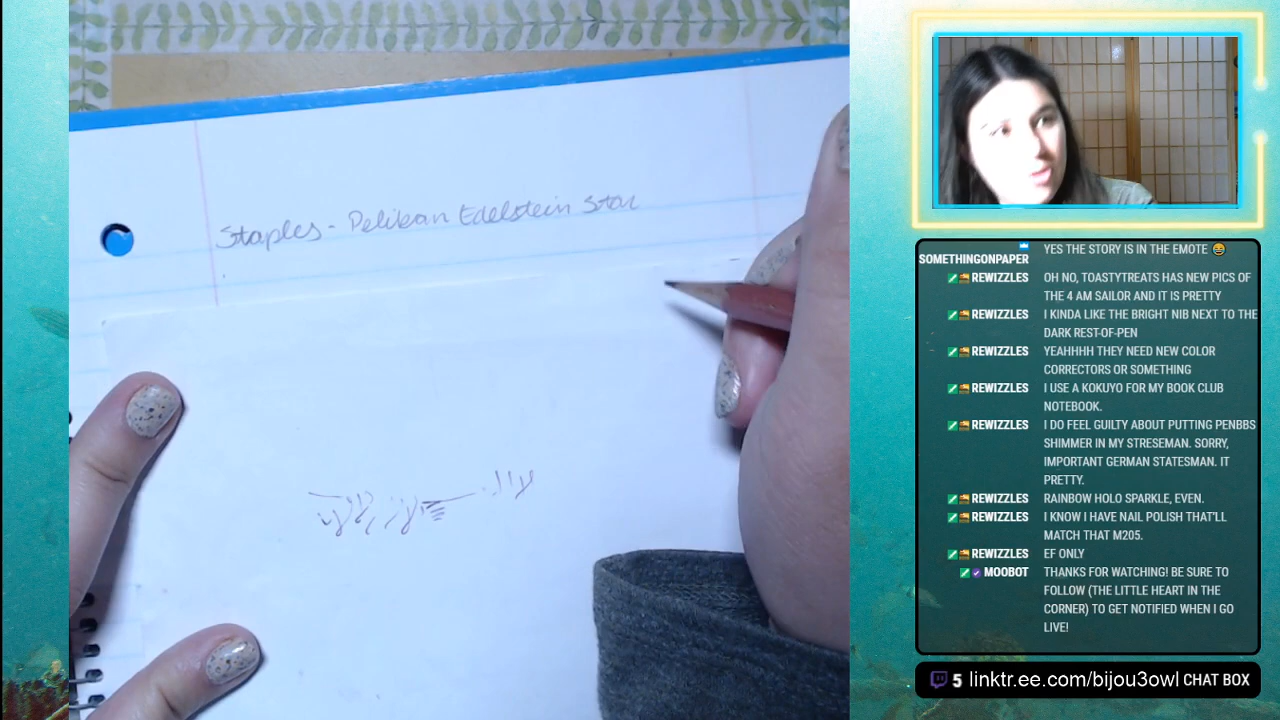 Staples - Pelikan Edelstein Star
SOMETHINGONPAPER YES THE STORY IS IN THE EMOTE 😄
REWIZZLES OH NO, TOASTYTREATS HAS NEW PICS OF
THE 4 AM SAILOR AND IT IS PRETTY
REWIZZLES I KINDA LIKE THE BRIGHT NIB NEXT TO THE
DARK REST-OF-PEN
REWIZZLES YEAHHHH THEY NEED NEW COLOR
CORRECTORS OR SOMETHING
REWIZZLES I USE A KOKUYO FOR MY BOOK CLUB
NOTEBOOK.
REWIZZLES I DO FEEL GUILTY ABOUT PUTTING PENBBS
SHIMMER IN MY STRESEMAN. SORRY,
IMPORTANT GERMAN STATESMAN. IT
PRETTY.
REWIZZLES RAINBOW HOLO SPARKLE, EVEN.
REWIZZLES I KNOW I HAVE NAIL POLISH THAT'LL
MATCH THAT M205.
REWIZZLES EF ONLY
MOOBOT THANKS FOR WATCHING! BE SURE TO
FOLLOW (THE LITTLE HEART IN THE
CORNER) TO GET NOTIFIED WHEN I GO
LIVE!
5 linktr.ee.com/bijou3owl CHAT BOX